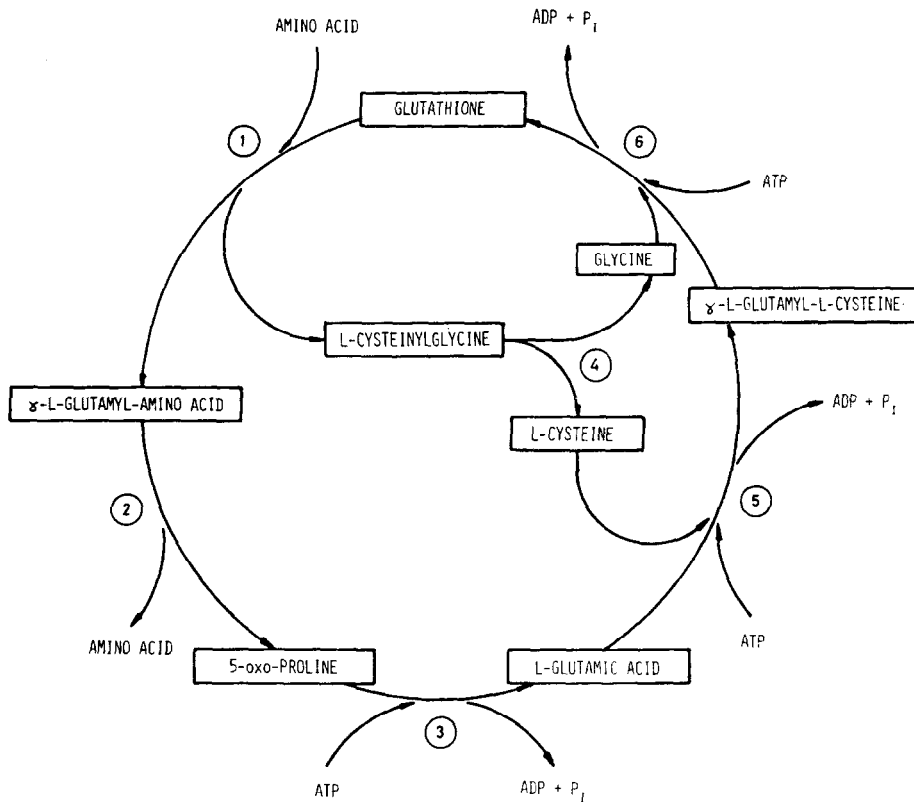 AMINO ACID
ADP + PI
GLUTATHIONE
1
6
ATP
GLYCINE
γ-L-GLUTAMYL-L-CYSTEINE
L-CYSTEINYLGLYCINE
4
γ-L-GLUTAMYL-AMINO ACID
ADP + PI
L-CYSTEINE
2
5
AMINO ACID
ATP
5-oxo-PROLINE
L-GLUTAMIC ACID
3
ATP
ADP + PI